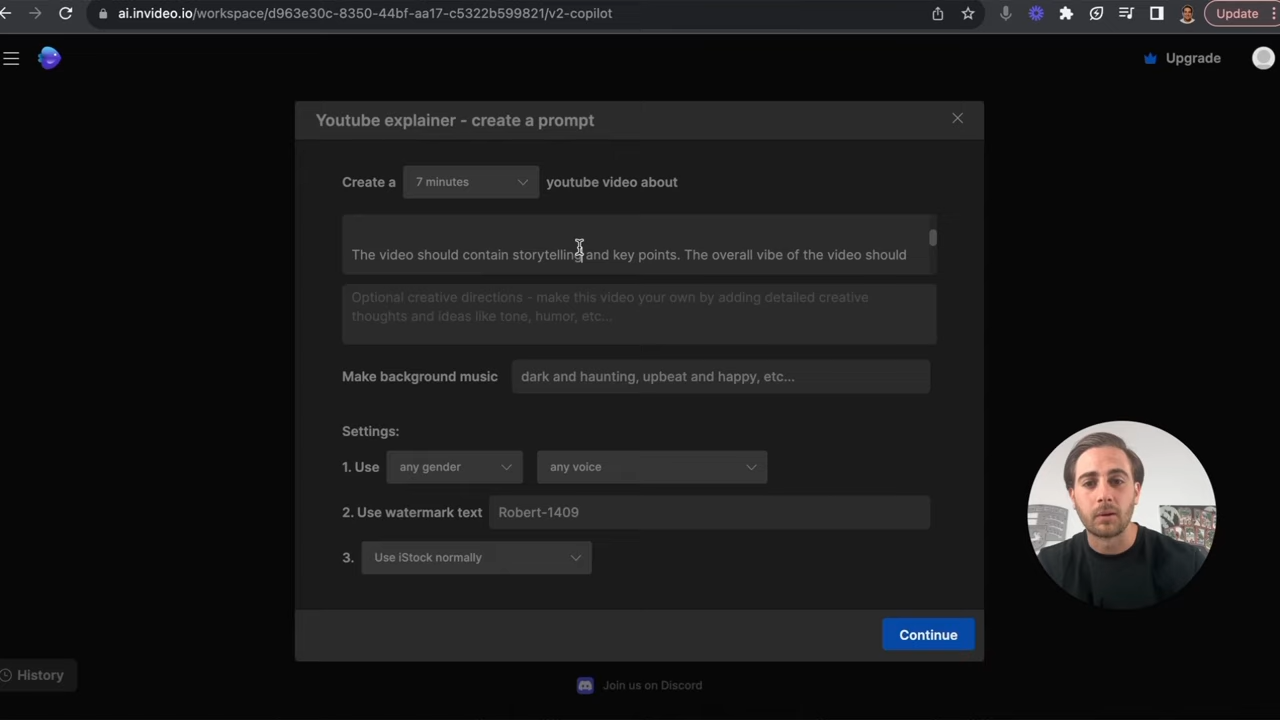 ai.invideo.io/workspace/d963e30c-8350-44bf-aa17-c5322b599821/v2-copilot
Update
Upgrade
Youtube explainer - create a prompt
Create a 7 minutes youtube video about
The video should contain storytelling and key points. The overall vibe of the video should
Optional creative directions - make this video your own by adding detailed creative
thoughts and ideas like tone, humor, etc...
Make background music dark and haunting, upbeat and happy, etc...
Settings:
1. Use any gender any voice
2. Use watermark text Robert-1409
3. Use iStock normally
Continue
History
Join us on Discord